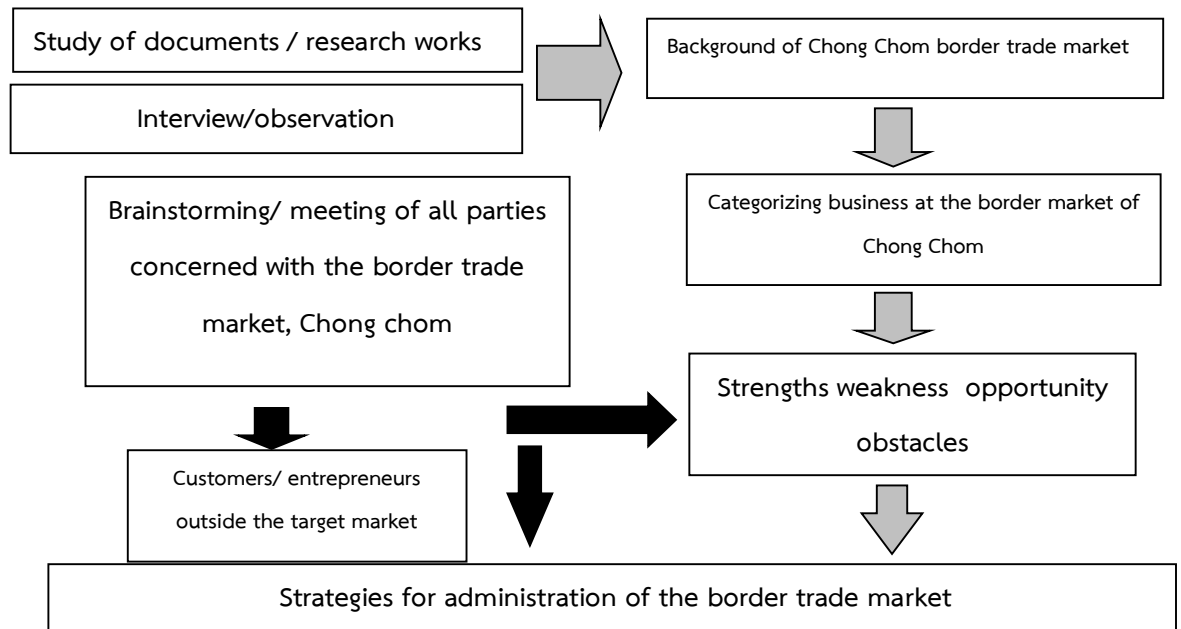 Study of documents / research works
Interview/observation
Background of Chong Chom border trade market
Brainstorming/ meeting of all parties
concerned with the border trade
market, Chong chom
Categorizing business at the border market of
Chong Chom
Strengths weakness opportunity
obstacles
Customers/ entrepreneurs
outside the target market
Strategies for administration of the border trade market